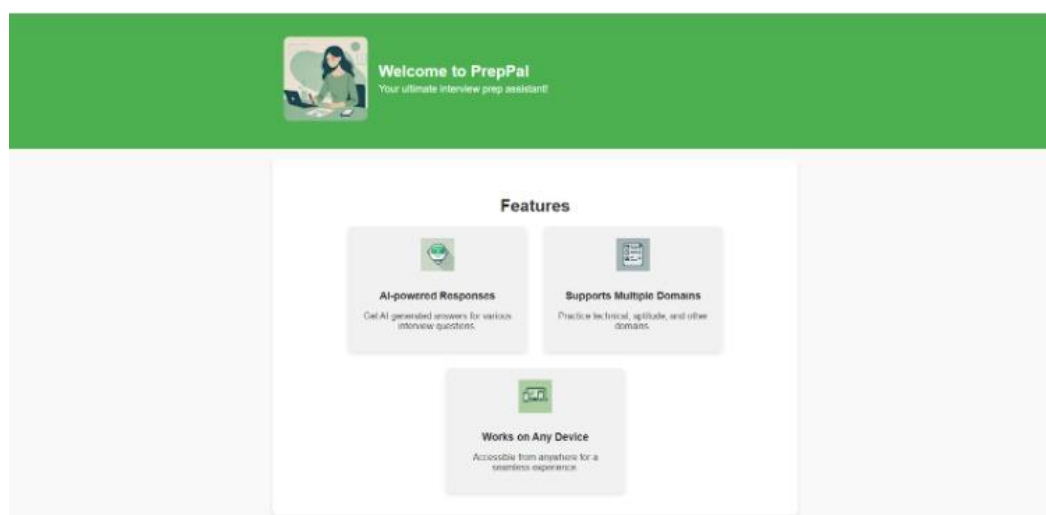 Welcome to PrepPal
Your ultimate interview prep assistant!
Features
AI-powered Responses
Get AI generated answers for various
interview questions.
Supports Multiple Domains
Practice technical, aptitude, and other
domains.
Works on Any Device
Accessible from anywhere for a
seamless experience.